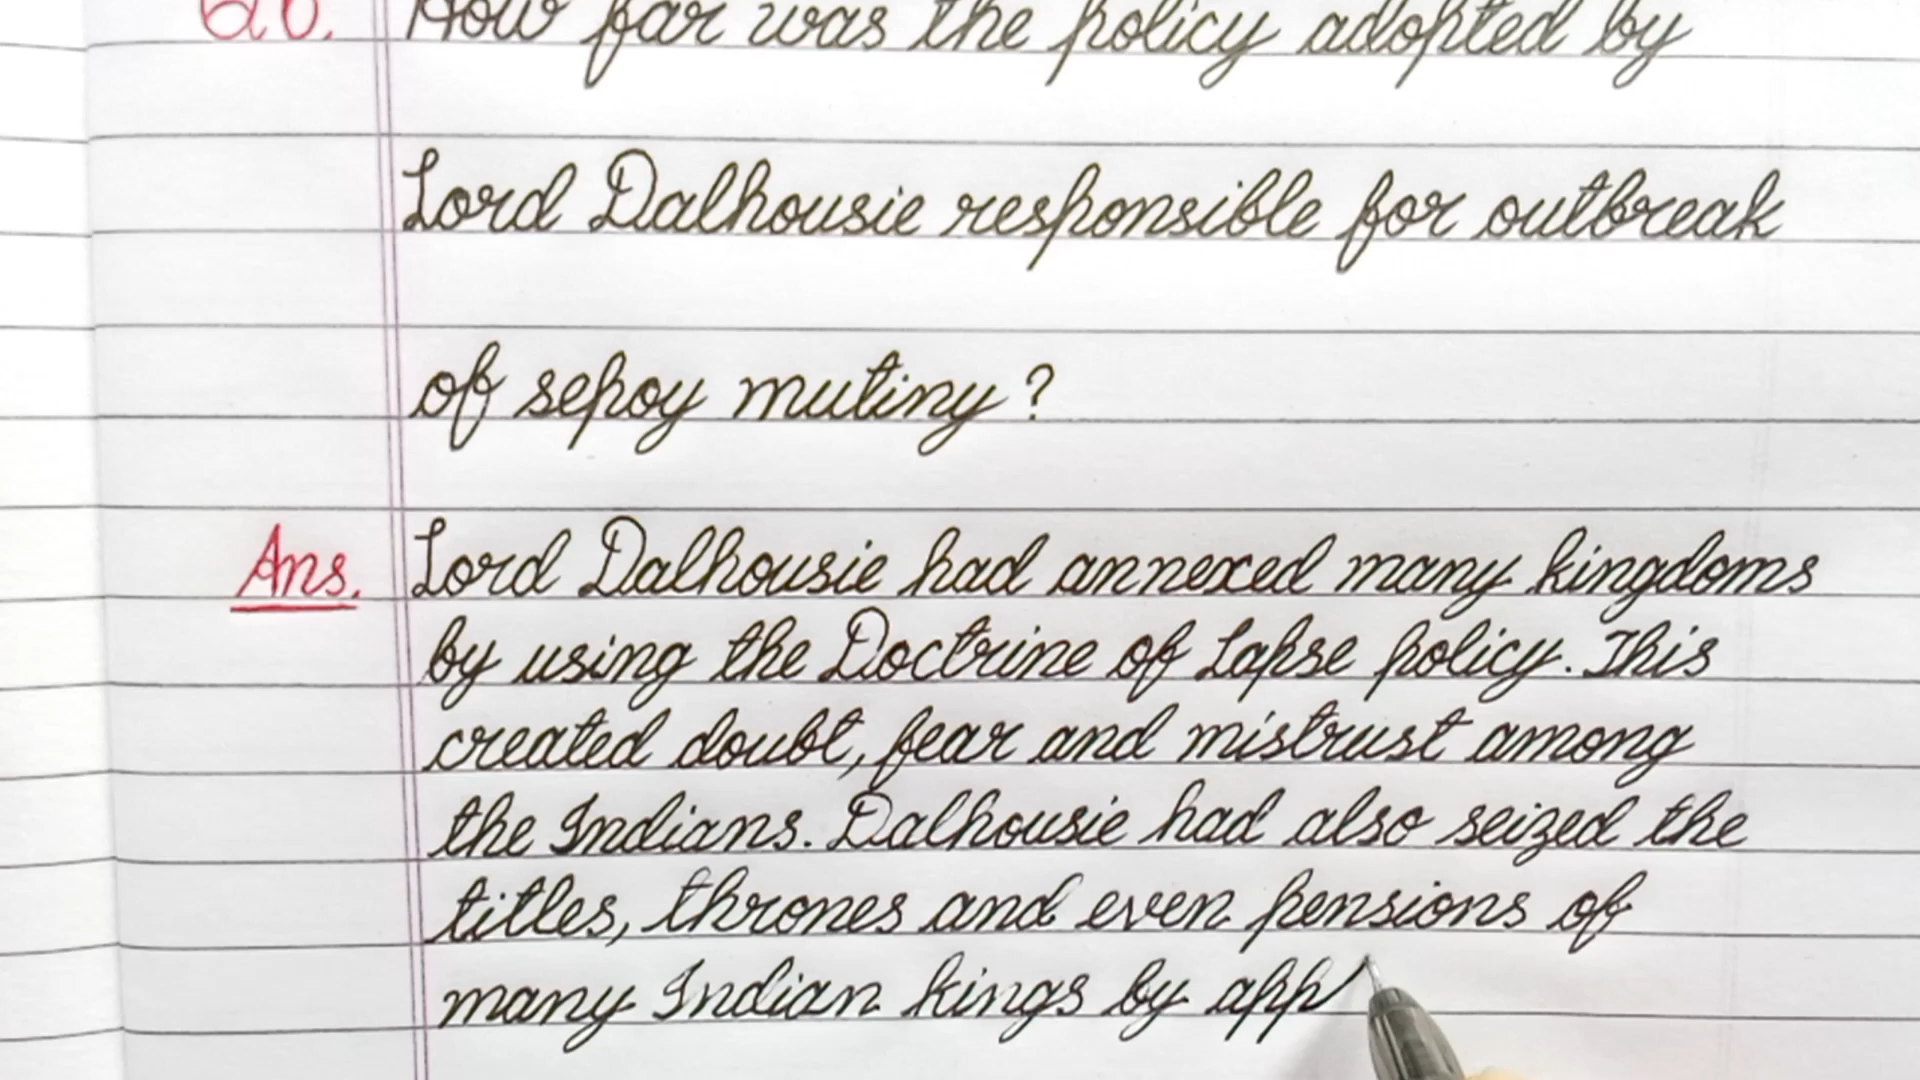 How far was the policy adopted by
Lord Dalhousie responsible for outbreak
of sepoy mutiny?
Ans. Lord Dalhousie had annexed many kingdoms
by using the Doctrine of Lapse policy. This
created doubt, fear and mistrust among
the Indians. Dalhousie had also seized the
titles, thrones and even pensions of
many Indian kings by app